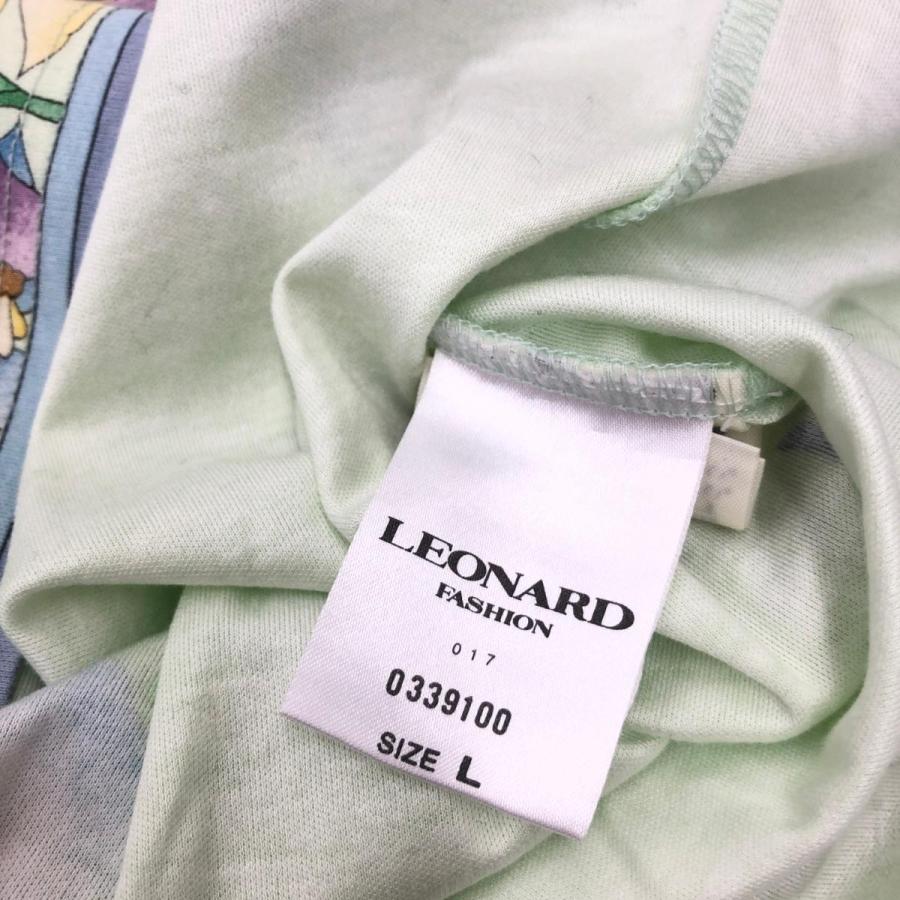 LEONARD
FASHION
017
0339100
SIZE L